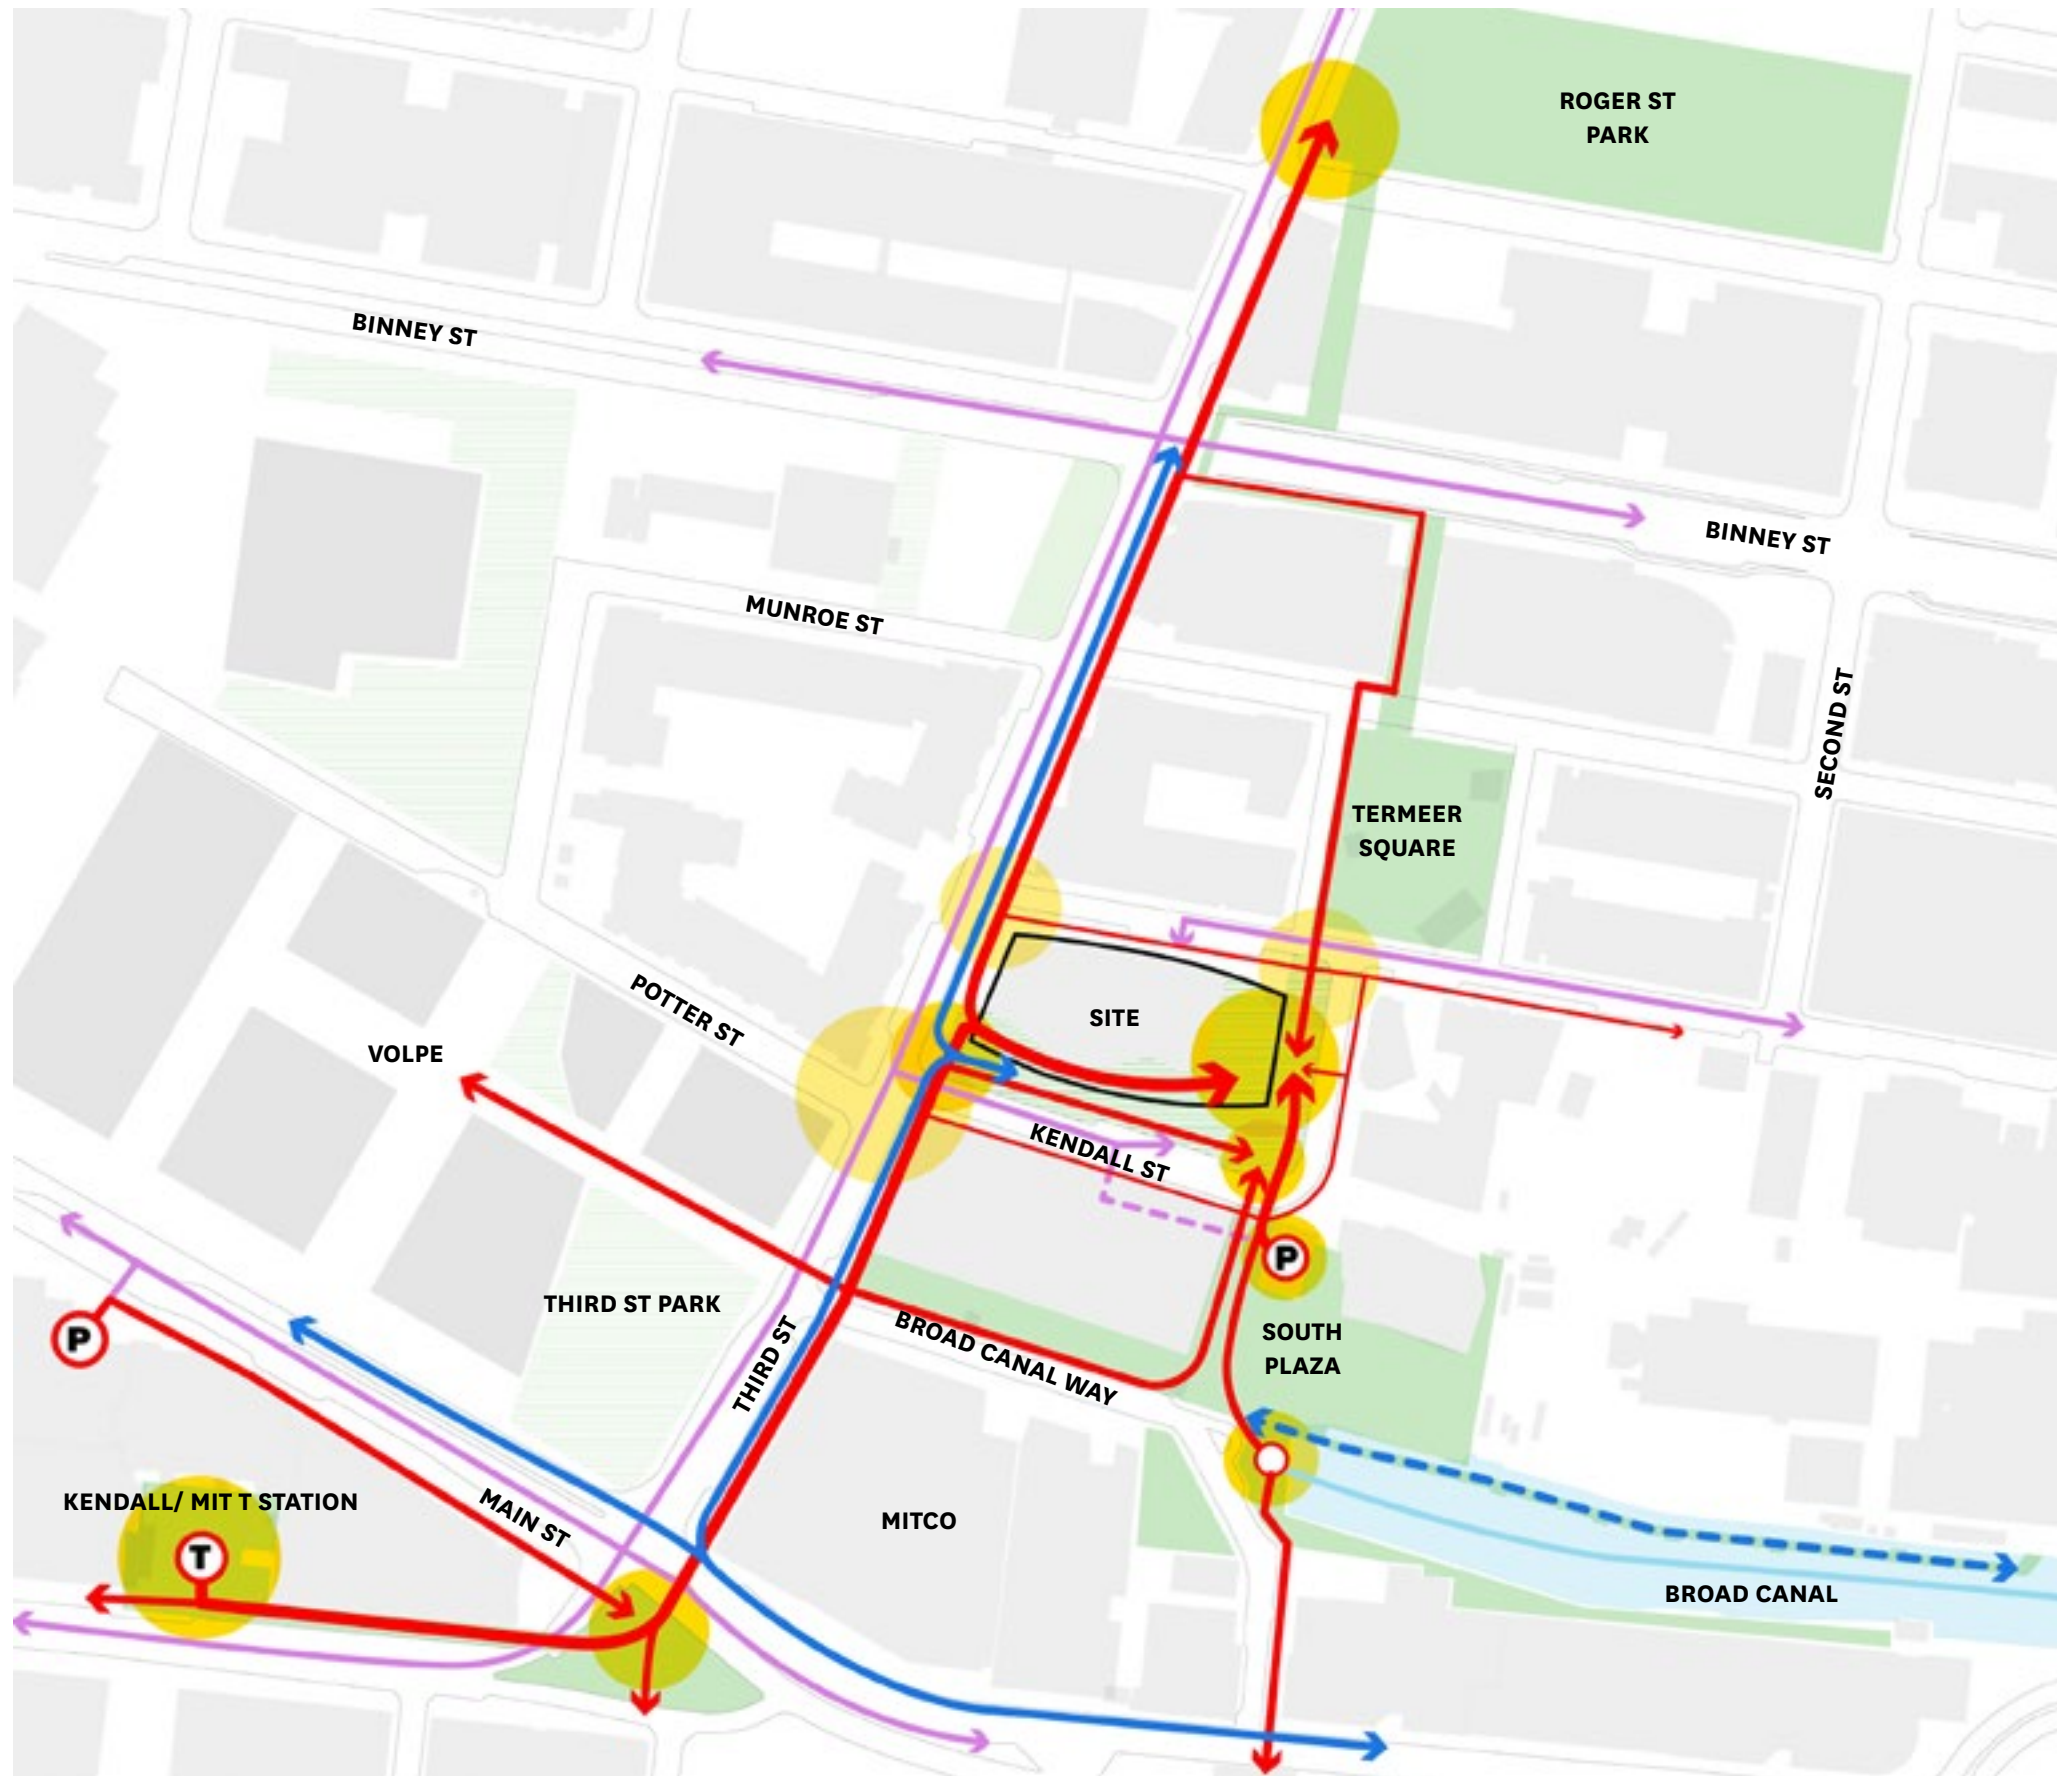 ROGER ST
PARK
BINNEY ST
BINNEY ST
MUNROE ST
SECOND ST
TERMEER
SQUARE
POTTER ST
SITE
VOLPE
KENDALL ST
P
THIRD ST PARK
P
THIRD ST
BROAD CANAL WAY
SOUTH
PLAZA
KENDALL/ MIT T STATION
MAIN ST
MITCO
T
BROAD CANAL